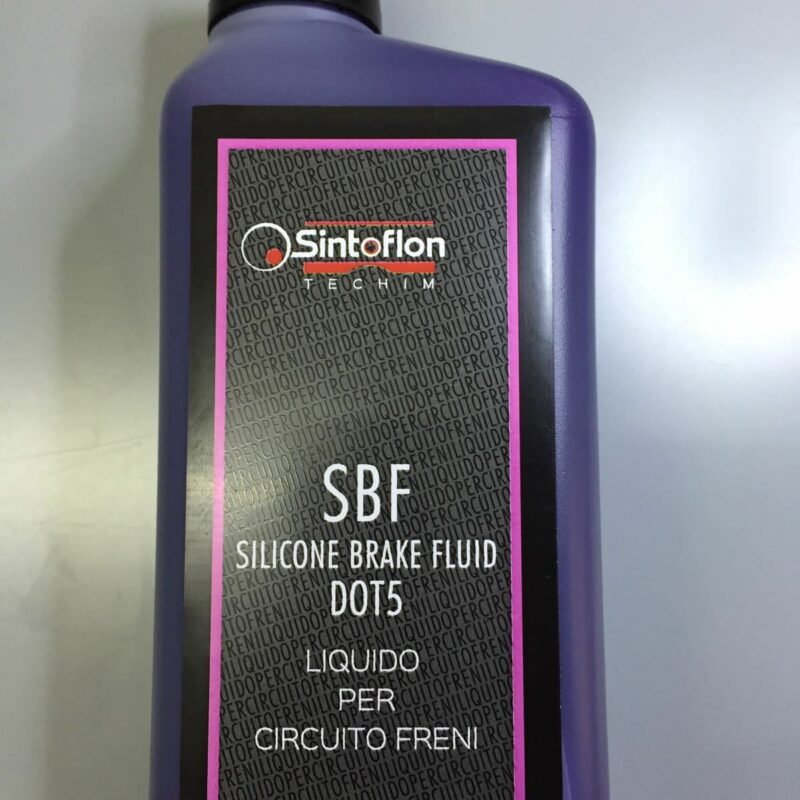 Sintoflon
TECHIM
SBF
SILICONE BRAKE FLUID
DOT5
LIQUIDO
PER
CIRCUITO FRENI